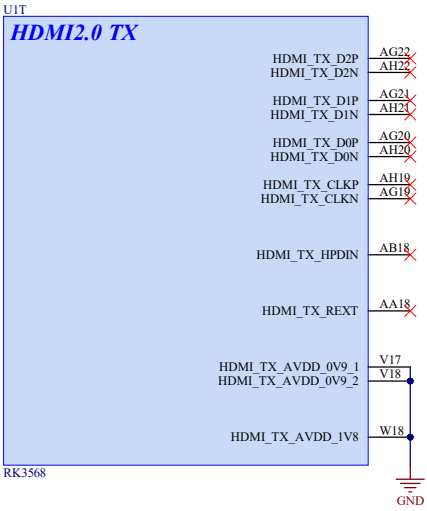 U1T
HDMI2.0 TX
HDMI_TX_D2P AG22
HDMI_TX_D2N AH22
HDMI_TX_D1P AG21
HDMI_TX_D1N AH21
HDMI_TX_D0P AG20
HDMI_TX_D0N AH20
HDMI_TX_CLKP AH19
HDMI_TX_CLKN AG19
HDMI_TX_HPDIN AB18
HDMI_TX_REXT AA18
HDMI_TX_AVDD_0V9_1 V17
HDMI_TX_AVDD_0V9_2 V18
HDMI_TX_AVDD_1V8 W18
RK3568
GND